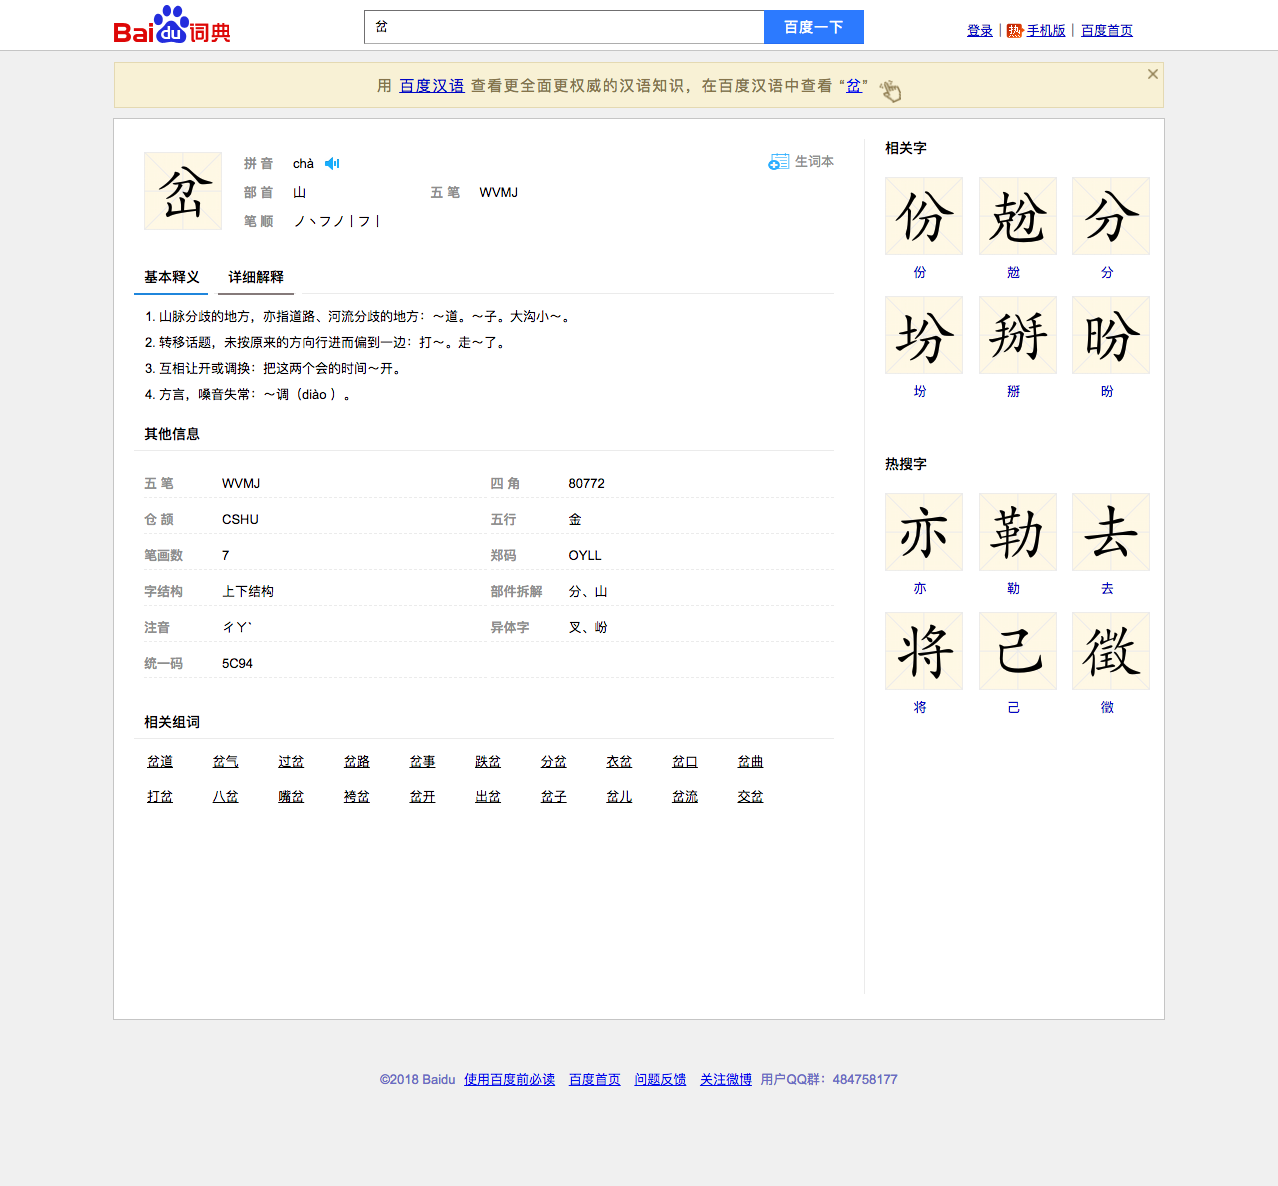 Baidu词典 岔 百度一下 登录 | 热 手机版 | 百度首页
用 百度汉语 查看更全面更权威的汉语知识，在百度汉语中查看 “岔”
岔
拼 音 chà 生词本
部 首 山 五 笔 WVMJ
笔 顺 ノ丶フノ丨フ丨
基本释义 详细解释
1. 山脉分歧的地方，亦指道路、河流分歧的地方：～道。～子。大沟小～。
2. 转移话题，未按原来的方向行进而偏到一边：打～。走～了。
3. 互相让开或调换：把这两个会的时间～开。
4. 方言，嗓音失常：～调（diào ）。
其他信息
五 笔 WVMJ 四 角 80772
仓 颉 CSHU 五行 金
笔画数 7 郑码 OYLL
字结构 上下结构 部件拆解 分、山
注音 ㄔㄚˋ 异体字 叉、岎
统一码 5C94
相关组词
岔道 岔气 过岔 岔路 岔事 跌岔 分岔 衣岔 岔口 岔曲
打岔 八岔 嘴岔 袴岔 岔开 出岔 岔子 岔儿 岔流 交岔
相关字
份 兝 分
份 兝 分
坋 掰 昐
坋 掰 昐
热搜字
亦 勒 去
亦 勒 去
将 己 徵
将 己 徵
©2018 Baidu 使用百度前必读 百度首页 问题反馈 关注微博 用户QQ群：484758177